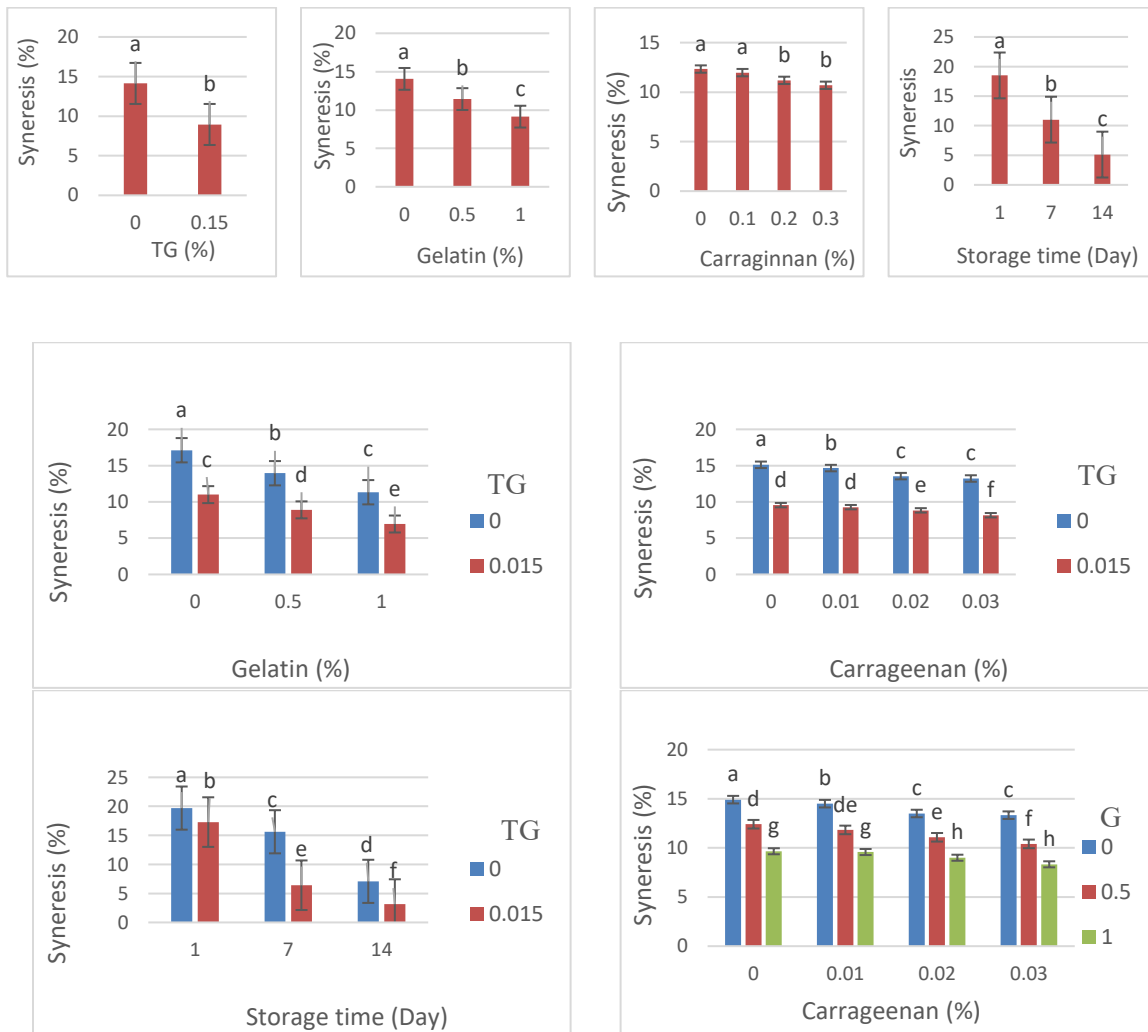 Syneresis (%)
20
15
10
5
0
a
b
0 0.15
TG (%)
Syneresis (%)
20
15
10
5
0
a
b
c
0 0.5 1
Gelatin (%)
Syneresis (%)
15
10
5
0
a a b b
0 0.1 0.2 0.3
Carraginnan (%)
Syneresis
25
20
15
10
5
0
a
b
c
1 7 14
Storage time (Day)
Syneresis (%)
20
15
10
5
0
a
c
b
d
c
e
0 0.5 1
Gelatin (%)
TG
0
0.015
Syneresis (%)
20
15
10
5
0
a
d
b
d
c
e
c
f
0 0.01 0.02 0.03
Carrageenan (%)
TG
0
0.015
Syneresis (%)
25
20
15
10
5
0
a
b
c
e
d
f
1 7 14
Storage time (Day)
TG
0
0.015
Syneresis (%)
20
15
10
5
0
a
d
g
b
de
g
c
e
h
c
f
h
0 0.01 0.02 0.03
Carrageenan (%)
G
0
0.5
1